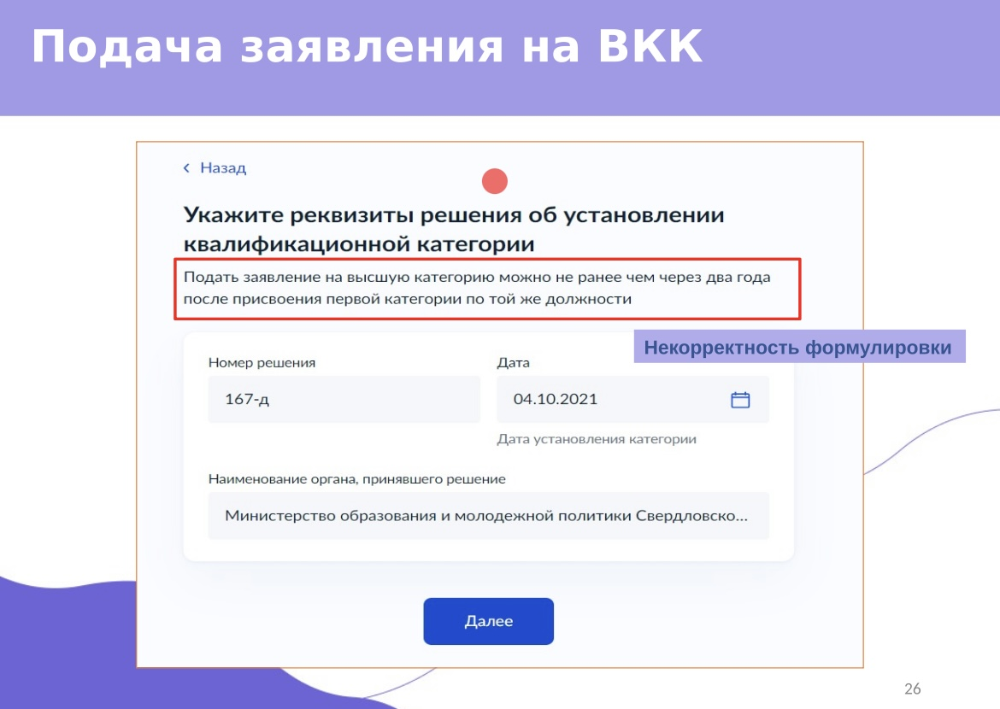 Подача заявления на ВКК
Назад
Укажите реквизиты решения об установлении
квалификационной категории
Подать заявление на высшую категорию можно не ранее чем через два года
после присвоения первой категории по той же должности
Некорректность формулировки
Номер решения
Дата
167-д
04.10.2021
Дата установления категории
Наименование органа, принявшего решение
Министерство образования и молодежной политики Свердловско...
Далее
26